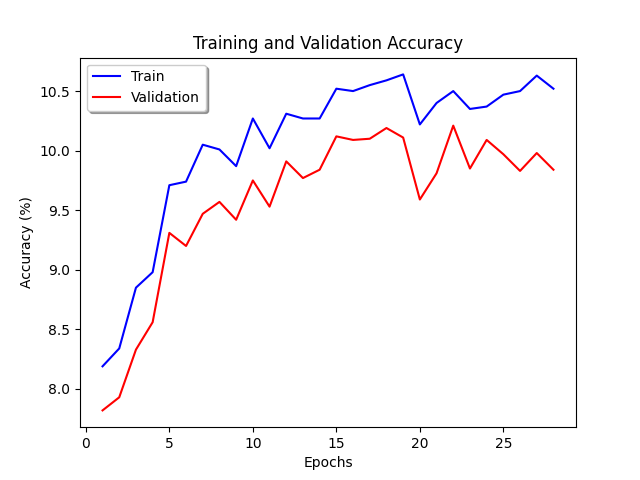 Training and Validation Accuracy
Train
Validation
10.5
10.0
9.5
9.0
8.5
8.0
Accuracy (%)
0 5 10 15 20 25
Epochs